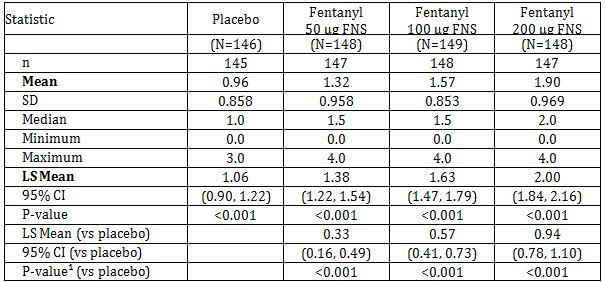 Statistic Placebo Fentanyl 50 ug FNS Fentanyl 100 ug FNS Fentanyl 200 ug FNS
(N=146) (N=148) (N=149) (N=148)
n 145 147 148 147
Mean 0.96 1.32 1.57 1.90
SD 0.858 0.958 0.853 0.969
Median 1.0 1.5 1.5 2.0
Minimum 0.0 0.0 0.0 0.0
Maximum 3.0 4.0 4.0 4.0
LS Mean 1.06 1.38 1.63 2.00
95% CI (0.90, 1.22) (1.22, 1.54) (1.47, 1.79) (1.84, 2.16)
P-value <0.001 <0.001 <0.001 <0.001
LS Mean (vs placebo) 0.33 0.57 0.94
95% CI (vs placebo) (0.16, 0.49) (0.41, 0.73) (0.78, 1.10)
P-value¹ (vs placebo) <0.001 <0.001 <0.001